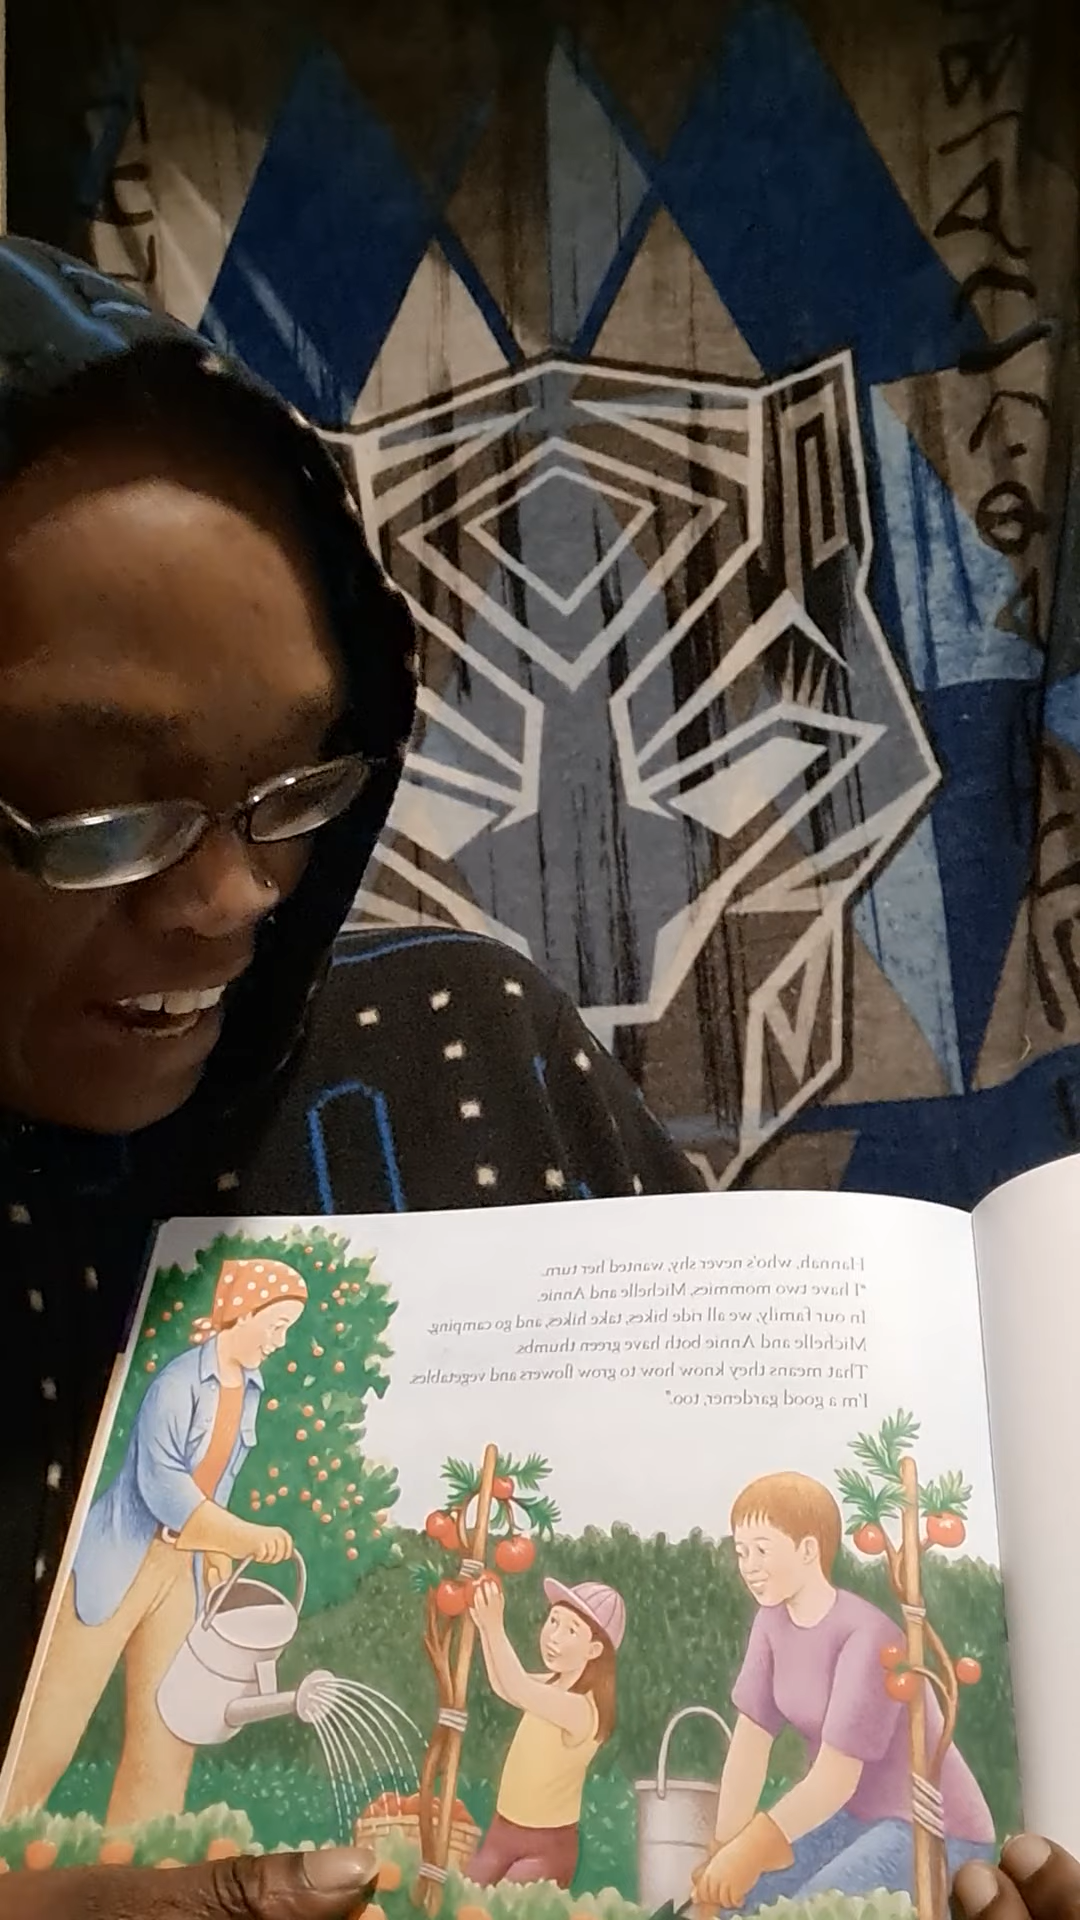 Hannah, who's never shy, wanted her turn.
"I have two mommies, Michelle and Annie.
In our family, we all ride bikes, take hikes, and go camping.
Michelle and Annie both have green thumbs.
That means they know how to grow flowers and vegetables.
I'm a good gardener, too."